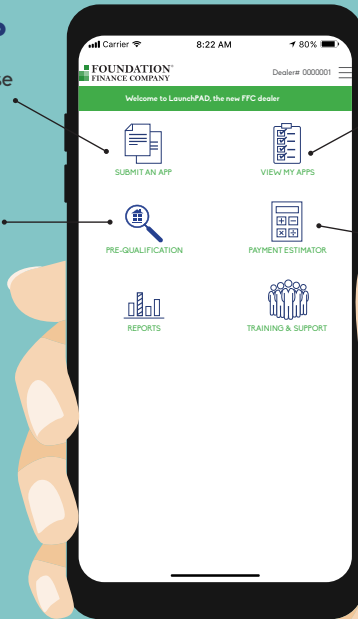 se
Carrier 8:22 AM 80%
FOUNDATION®
FINANCE COMPANY
Dealer# 0000001
Welcome to LaunchPAD, the new FFC dealer
SUBMIT AN APP
VIEW MY APPS
PRE-QUALIFICATION
PAYMENT ESTIMATOR
REPORTS
TRAINING & SUPPORT